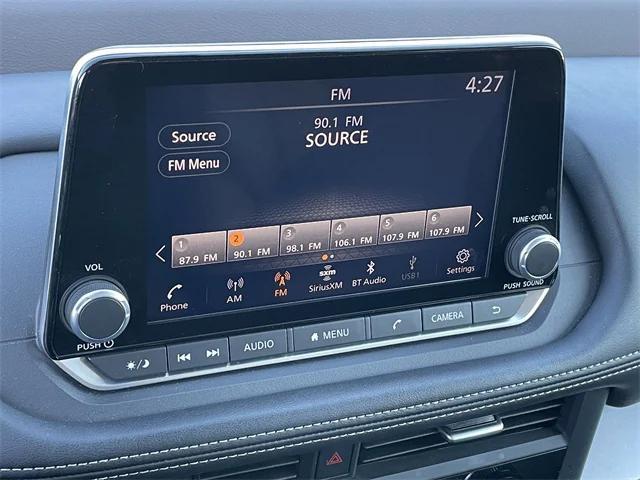 FM
4:27
90.1 FM
SOURCE
Source
FM Menu
1 2 3 4 5 6
87.9 FM 90.1 FM 98.1 FM 106.1 FM 107.9 FM 107.9 FM
VOL
TUNE·SCROLL
sxm
Phone AM FM SiriusXM BT Audio USB1 Settings
PUSH
PUSH SOUND
AUDIO MENU CAMERA